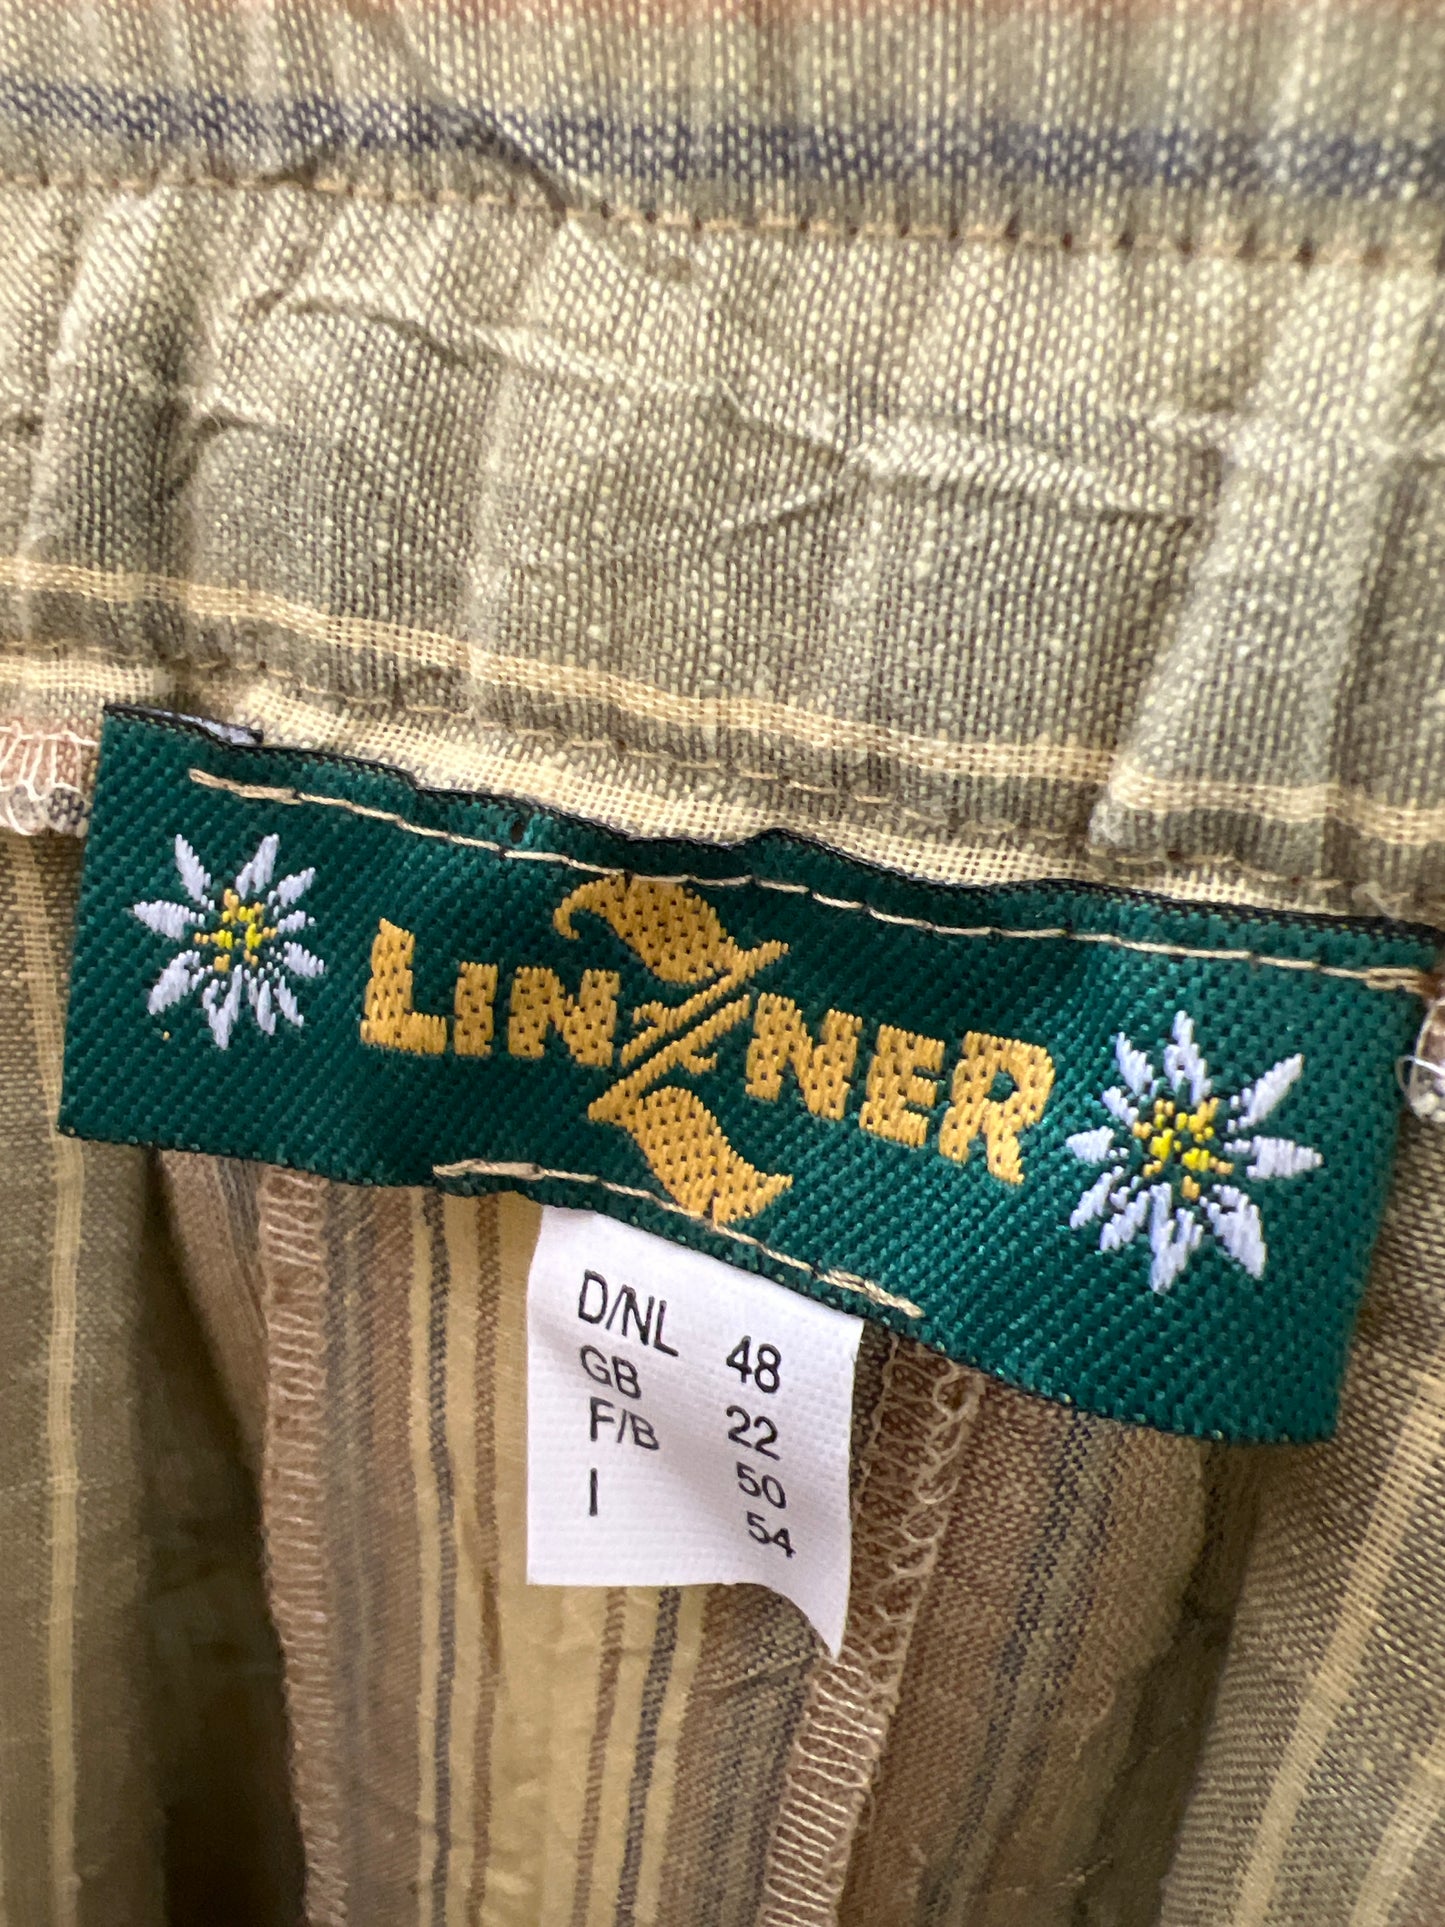 LINZNER
D/NL 48
GB 22
F/B 50
I 54